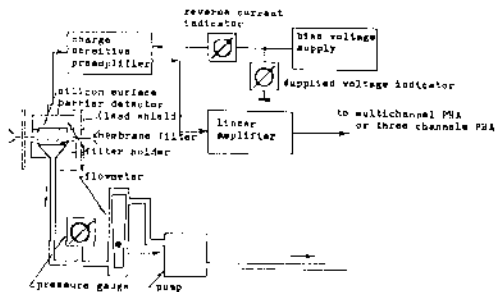 reverse current
indicator
charge
sensitive
preamplifier
bias voltage
supply
silicon surface
barrier detector
supplied voltage indicator
lead shield
membrane filter
filter holder
flowmeter
linear
amplifier
to multichannel PHA
or three channels PHA
pressure gauge
pump